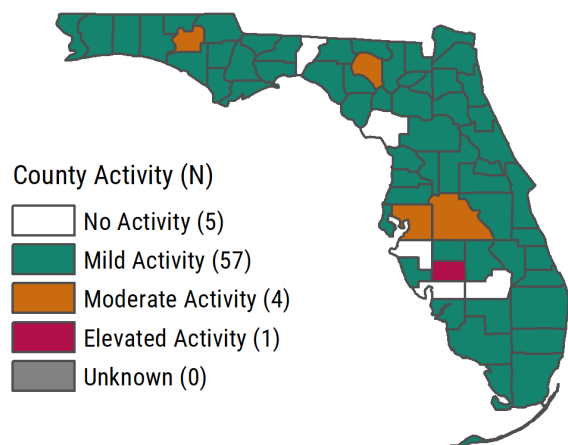 County Activity (N)
No Activity (5)
Mild Activity (57)
Moderate Activity (4)
Elevated Activity (1)
Unknown (0)